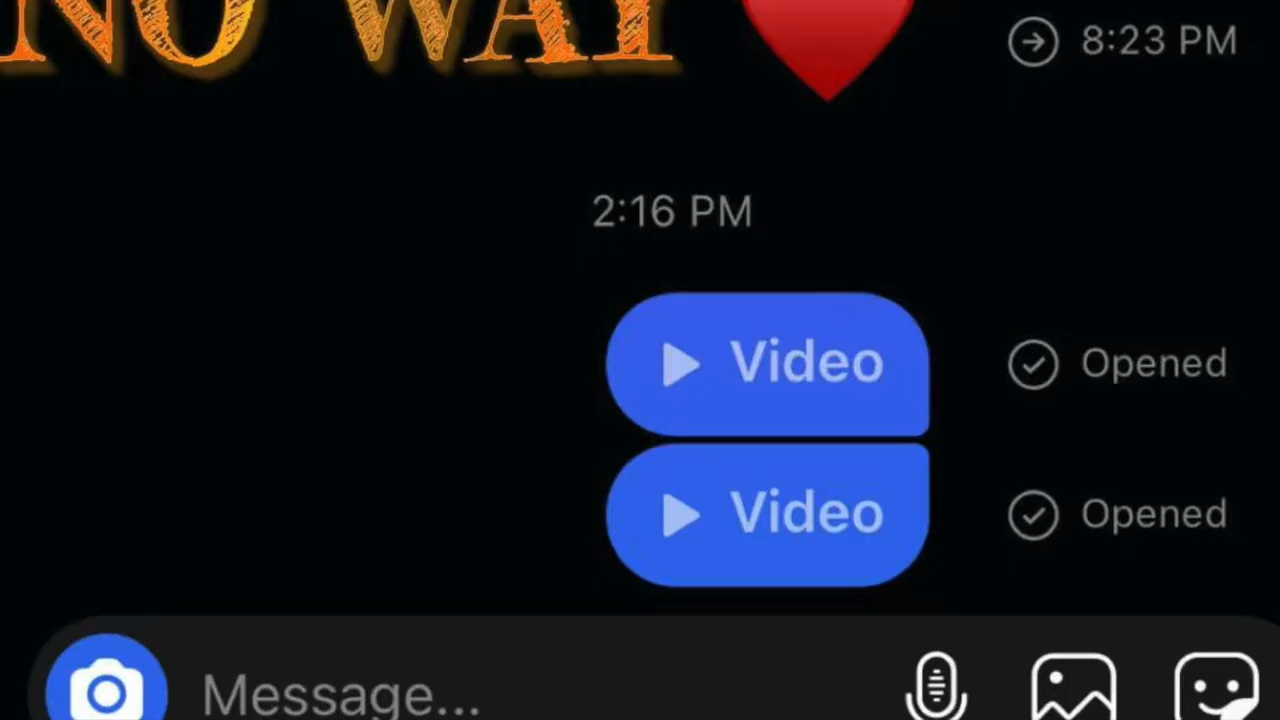 NO WAY
8:23 PM
2:16 PM
Video
Opened
Video
Opened
Message...